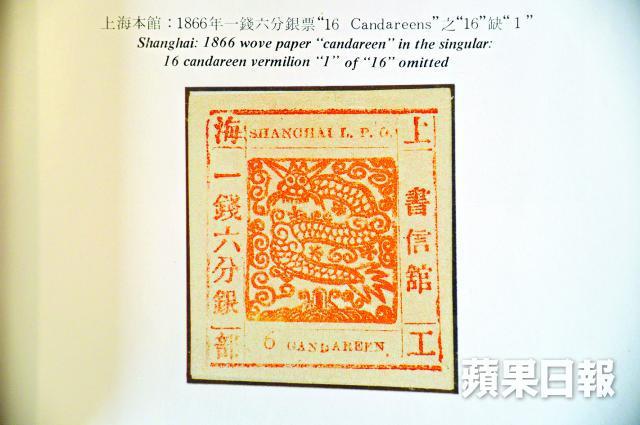 上海本館：1866年一錢六分銀票“16 Candareens”之“16”缺“1”
Shanghai: 1866 wove paper “candareen” in the singular:
16 candareen vermilion “1” of “16” omitted
SHANGHAI L. P. O.
上
海
書信館
一錢六分銀
工
部
6 CANDAREEN.
蘋果日報